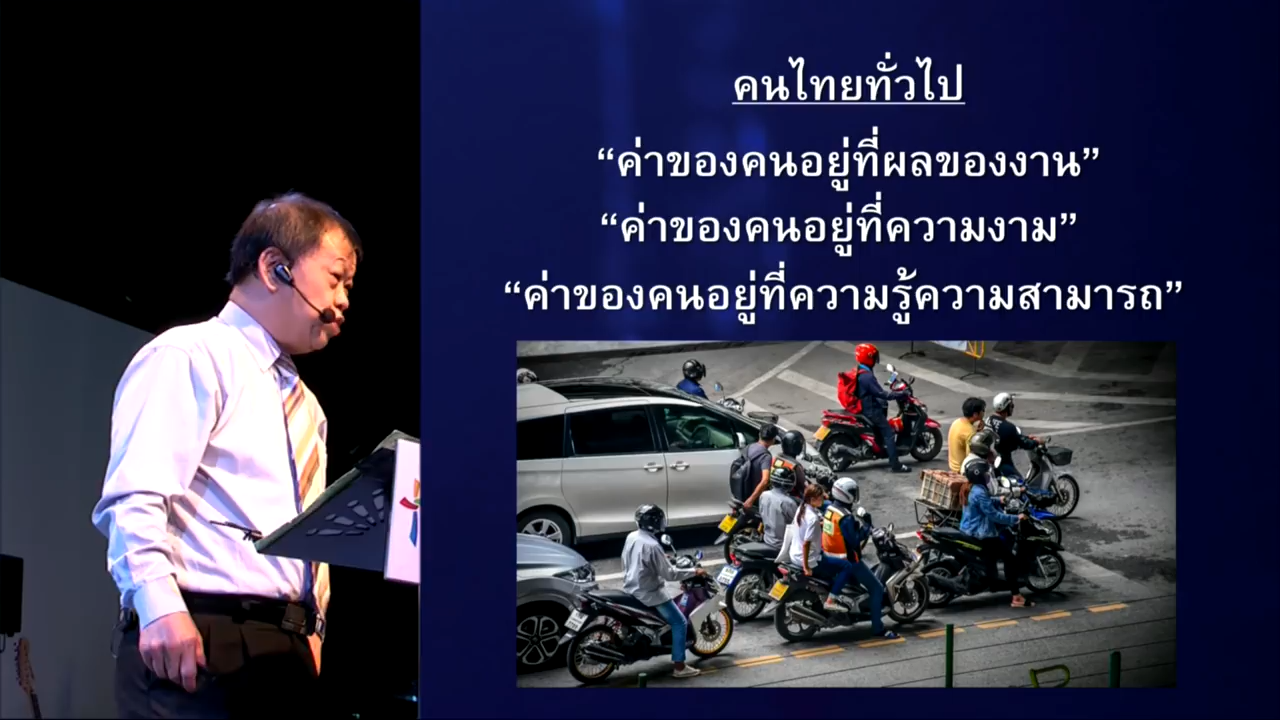 คนไทยทั่วไป
“ค่าของคนอยู่ที่ผลของงาน”
“ค่าของคนอยู่ที่ความงาม”
“ค่าของคนอยู่ที่ความรู้ความสามารถ”